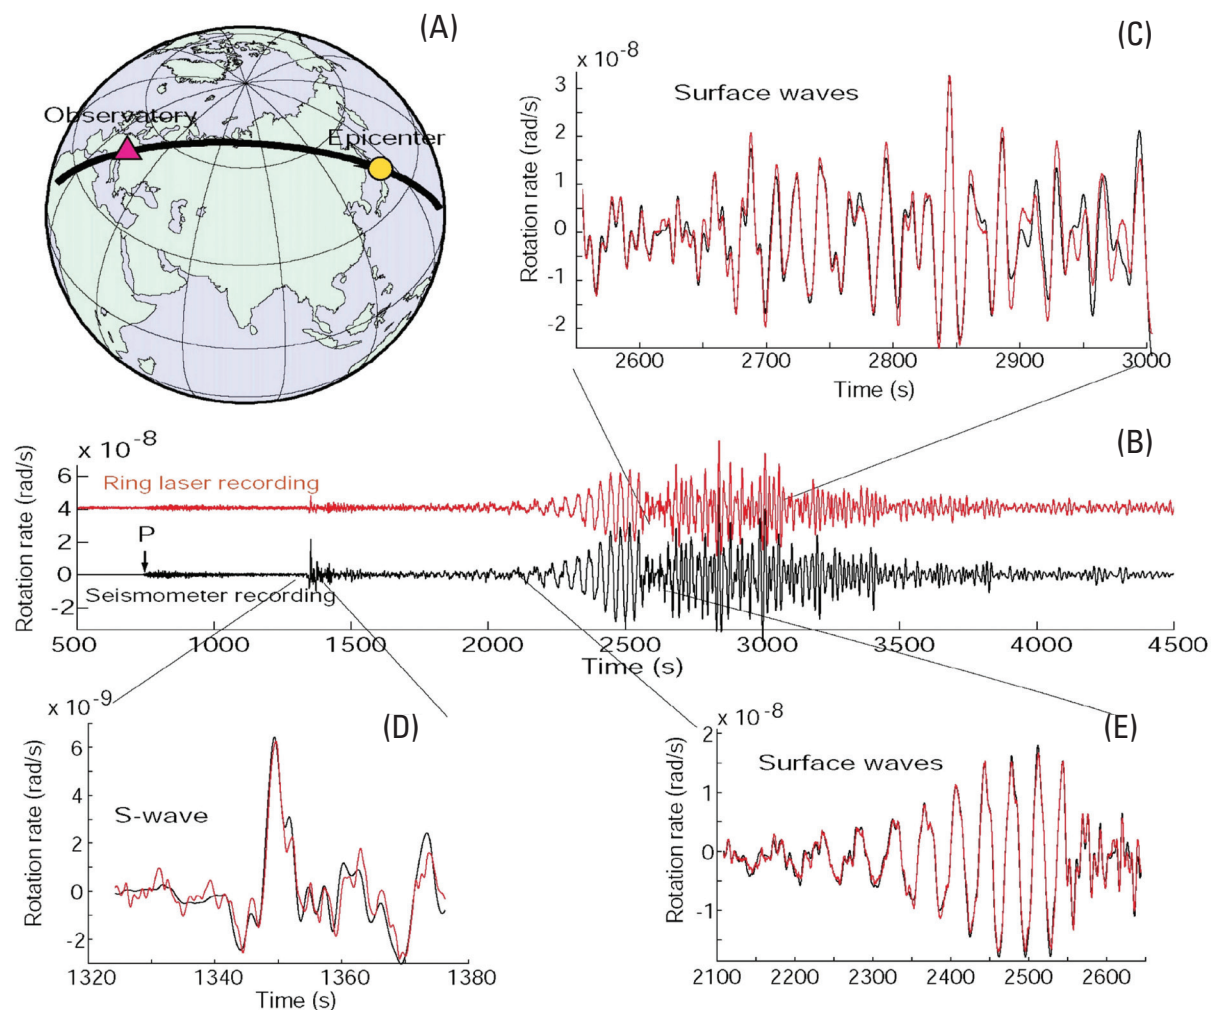 (A)
Observatory
Epicenter
(C)
x 10 -8
Surface waves
Rotation rate (rad/s)
3
2
1
0
-1
-2
2600 2700 2800 2900 3000
Time (s)
(B)
x 10 -8
Rotation rate (rad/s)
6
4
2
0
-2
Ring laser recording
P
Seismometer recording
500 1000 1500 2000 2500 3000 3500 4000 4500
Time (s)
x 10 -9
(D)
Rotation rate (rad/s)
6
4
2
0
-2
S-wave
1320 1340 1360 1380
Time (s)
x 10 -8
(E)
Rotation rate (rad/s)
2
1
0
-1
Surface waves
2100 2200 2300 2400 2500 2600